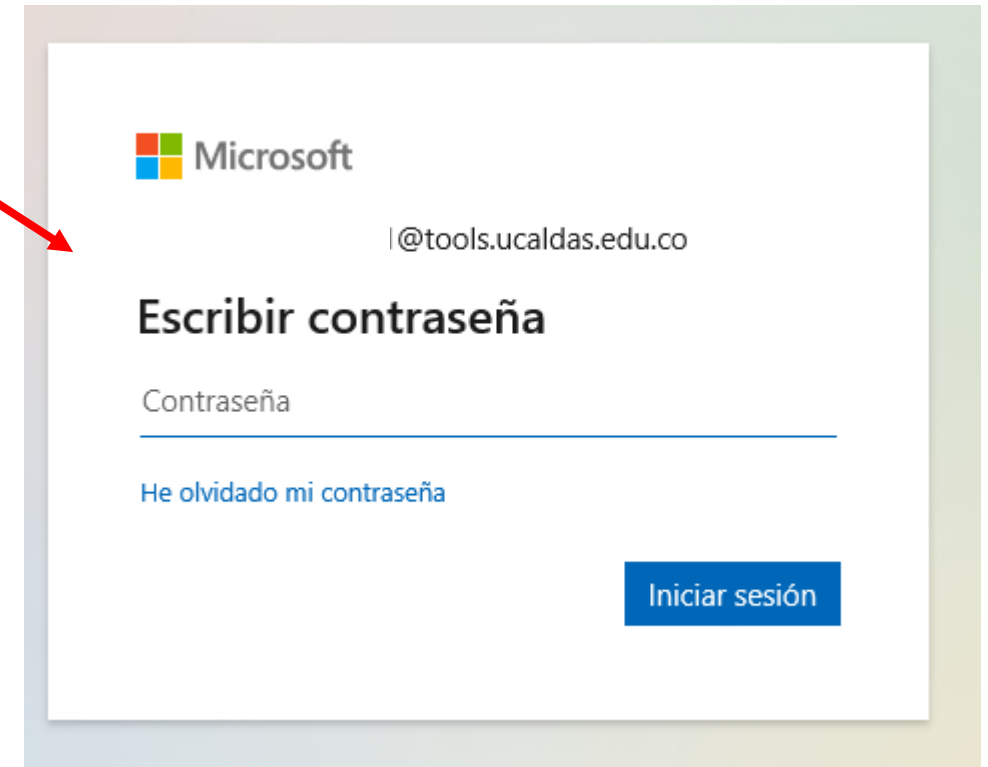 Microsoft
@tools.ucaldas.edu.co
Escribir contraseña
Contraseña
He olvidado mi contraseña
Iniciar sesión